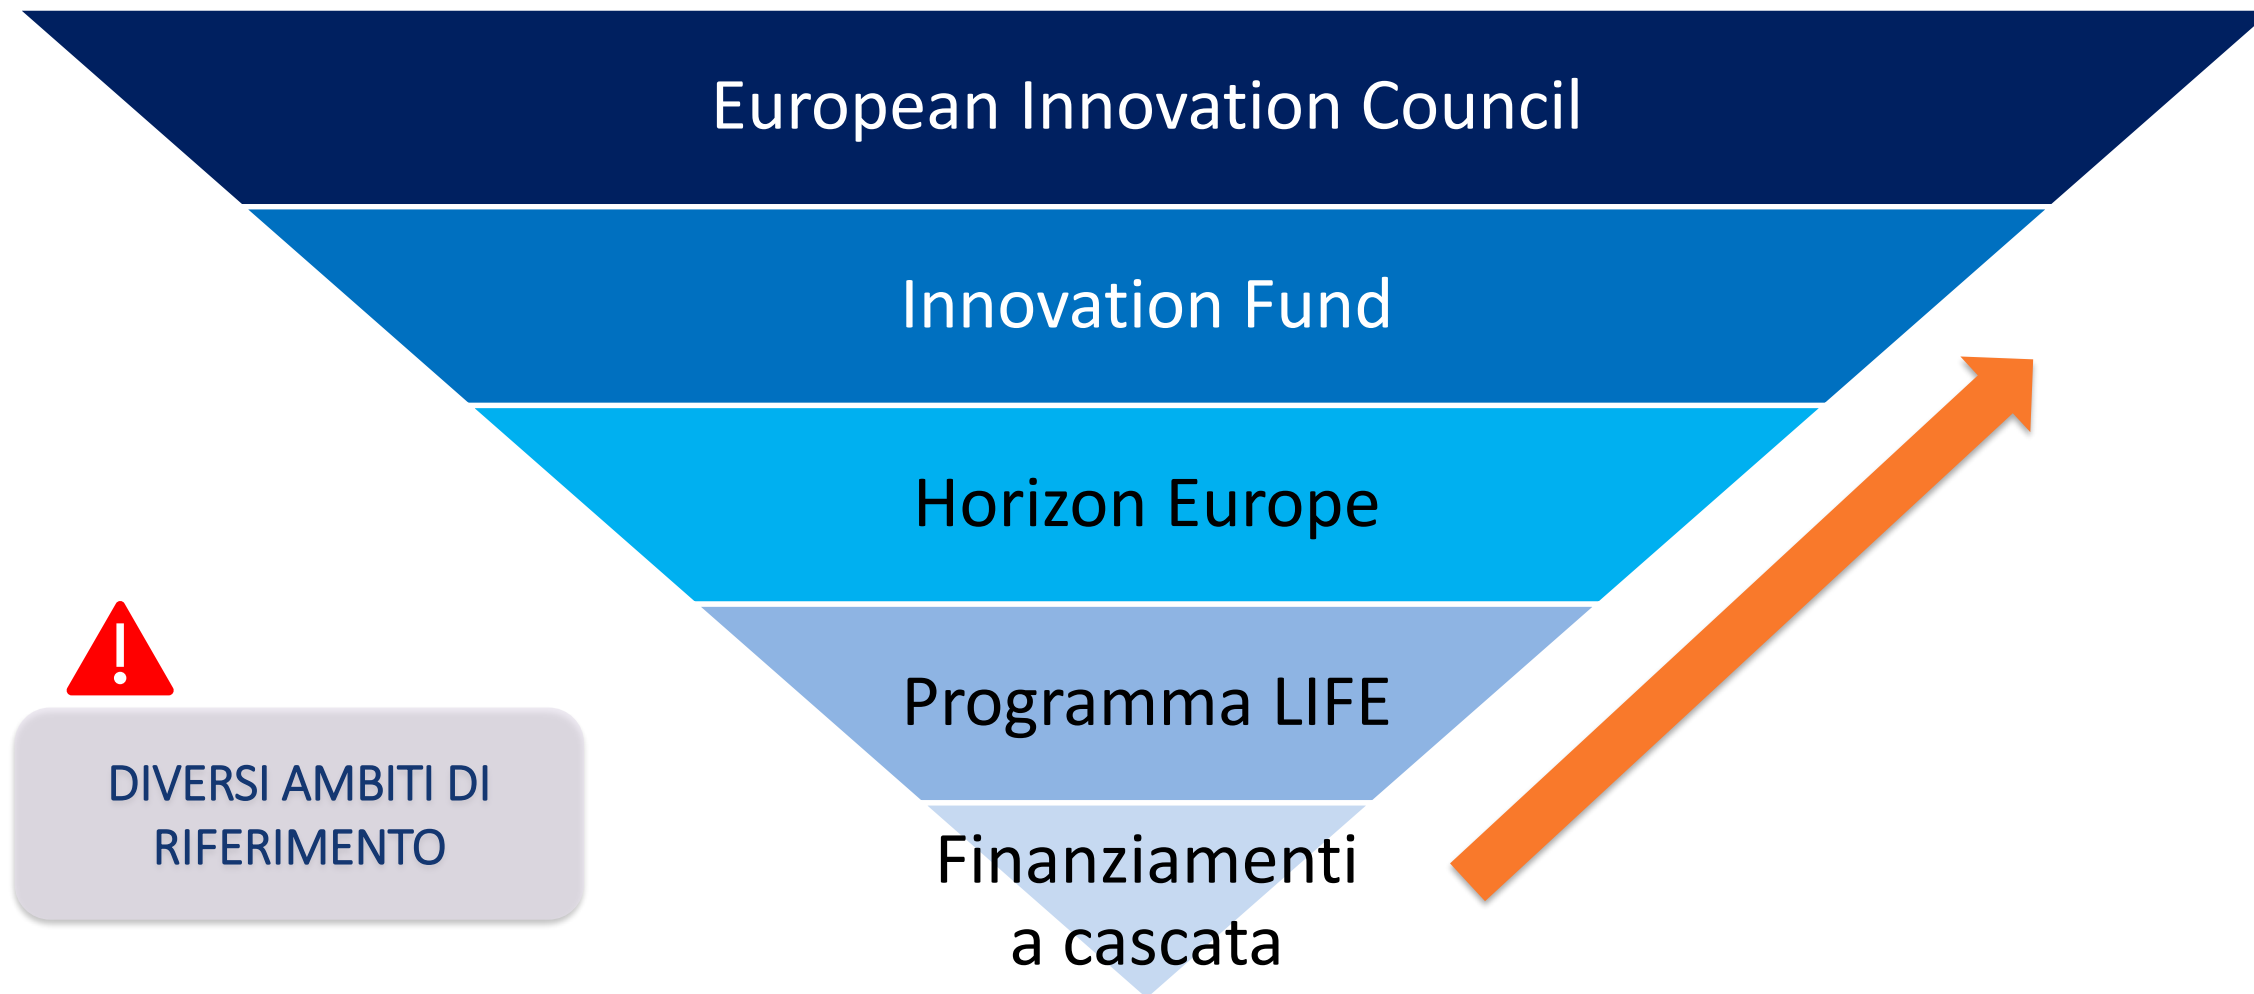 European Innovation Council
Innovation Fund
Horizon Europe
Programma LIFE
Finanziamenti
a cascata
DIVERSI AMBITI DI
RIFERIMENTO